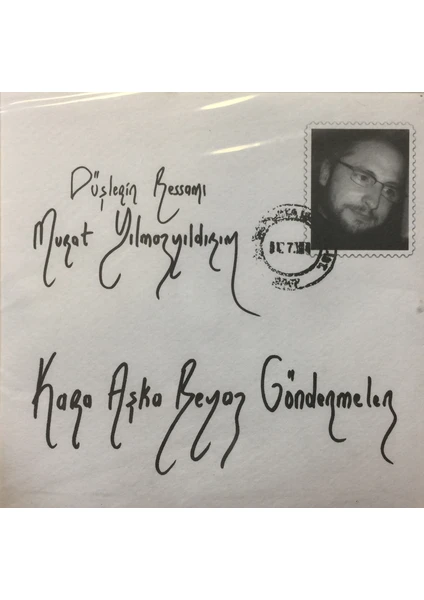 Düşlerin Ressamı
Murat Yılmazyıldırım
Kara Aşka Beyaz Göndermeler